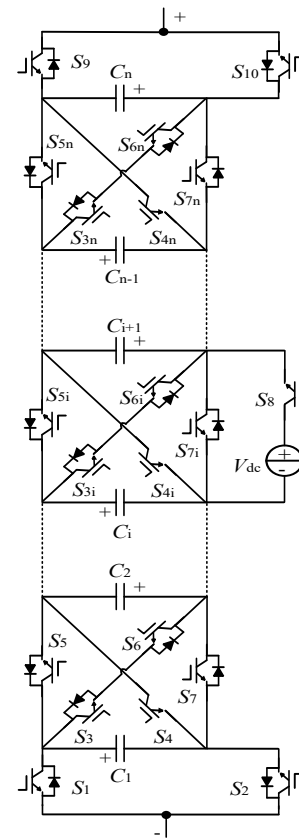 +
S9 Cn S10
+
S5n S6n
S7n
S3n S4n
+
Cn-1
Ci+1
+
S5i S6i S8
S7i
+
Vdc
-
S3i S4i
+
Ci
C2
+
S5 S6
S7
S3 S4
+
C1
S1 S2
-